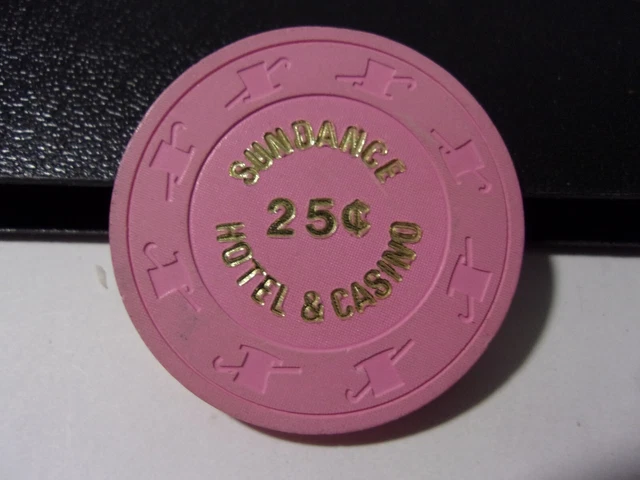 SUNDANCE
25¢
HOTEL & CASINO